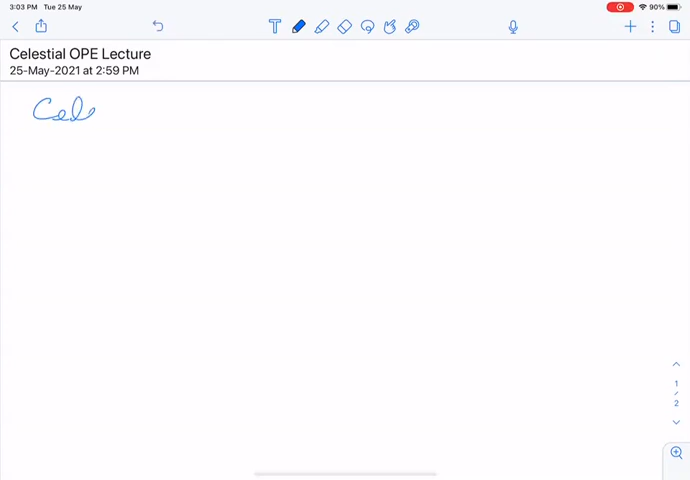 3:03 PM Tue 25 May 90%
T
Celestial OPE Lecture
25-May-2021 at 2:59 PM
Cele
1
/
2